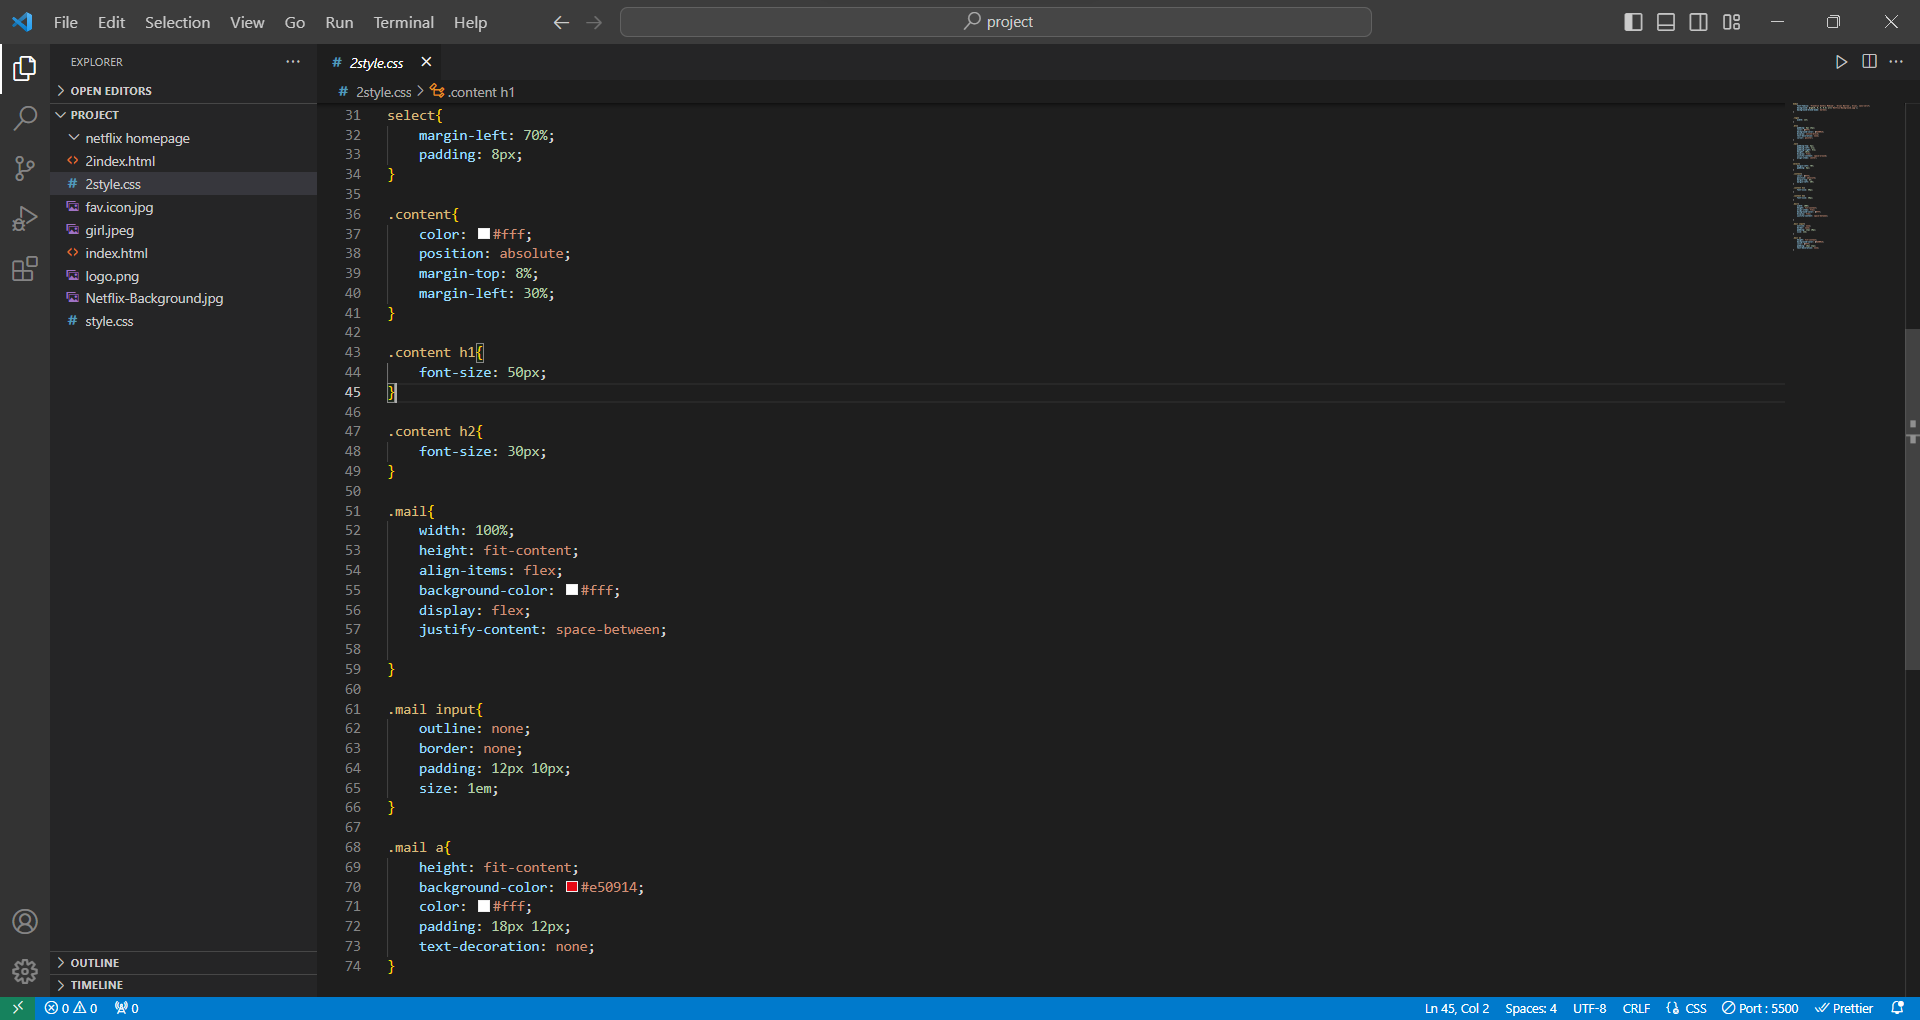 File Edit Selection View Go Run Terminal Help
project
EXPLORER
OPEN EDITORS
PROJECT
netflix homepage
2index.html
2style.css
fav.icon.jpg
girl.jpeg
index.html
logo.png
Netflix-Background.jpg
style.css
OUTLINE
TIMELINE
# 2style.css
# 2style.css > .content h1
31 select{
32 margin-left: 70%;
33 padding: 8px;
34 }
35
36 .content{
37 color: #fff;
38 position: absolute;
39 margin-top: 8%;
40 margin-left: 30%;
41 }
42
43 .content h1{
44 font-size: 50px;
45 }
46
47 .content h2{
48 font-size: 30px;
49 }
50
51 .mail{
52 width: 100%;
53 height: fit-content;
54 align-items: flex;
55 background-color: #fff;
56 display: flex;
57 justify-content: space-between;
58
59 }
60
61 .mail input{
62 outline: none;
63 border: none;
64 padding: 12px 10px;
65 size: 1em;
66 }
67
68 .mail a{
69 height: fit-content;
70 background-color: #e50914;
71 color: #fff;
72 padding: 18px 12px;
73 text-decoration: none;
74 }
0 0 0 Ln 45, Col 2 Spaces: 4 UTF-8 CRLF {} CSS Port : 5500 Prettier